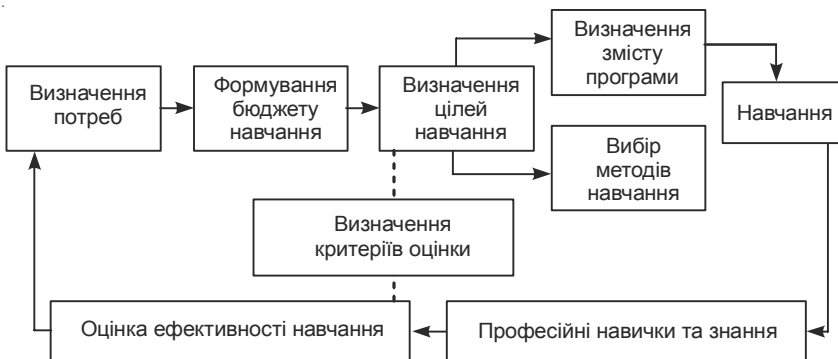 Визначення
потреб
Формування
бюджету
навчання
Визначення
цілей
навчання
Визначення
змісту
програми
Вибір
методів
навчання
Навчання
Визначення
критеріїв оцінки
Оцінка ефективності навчання
Професійні навички та знання